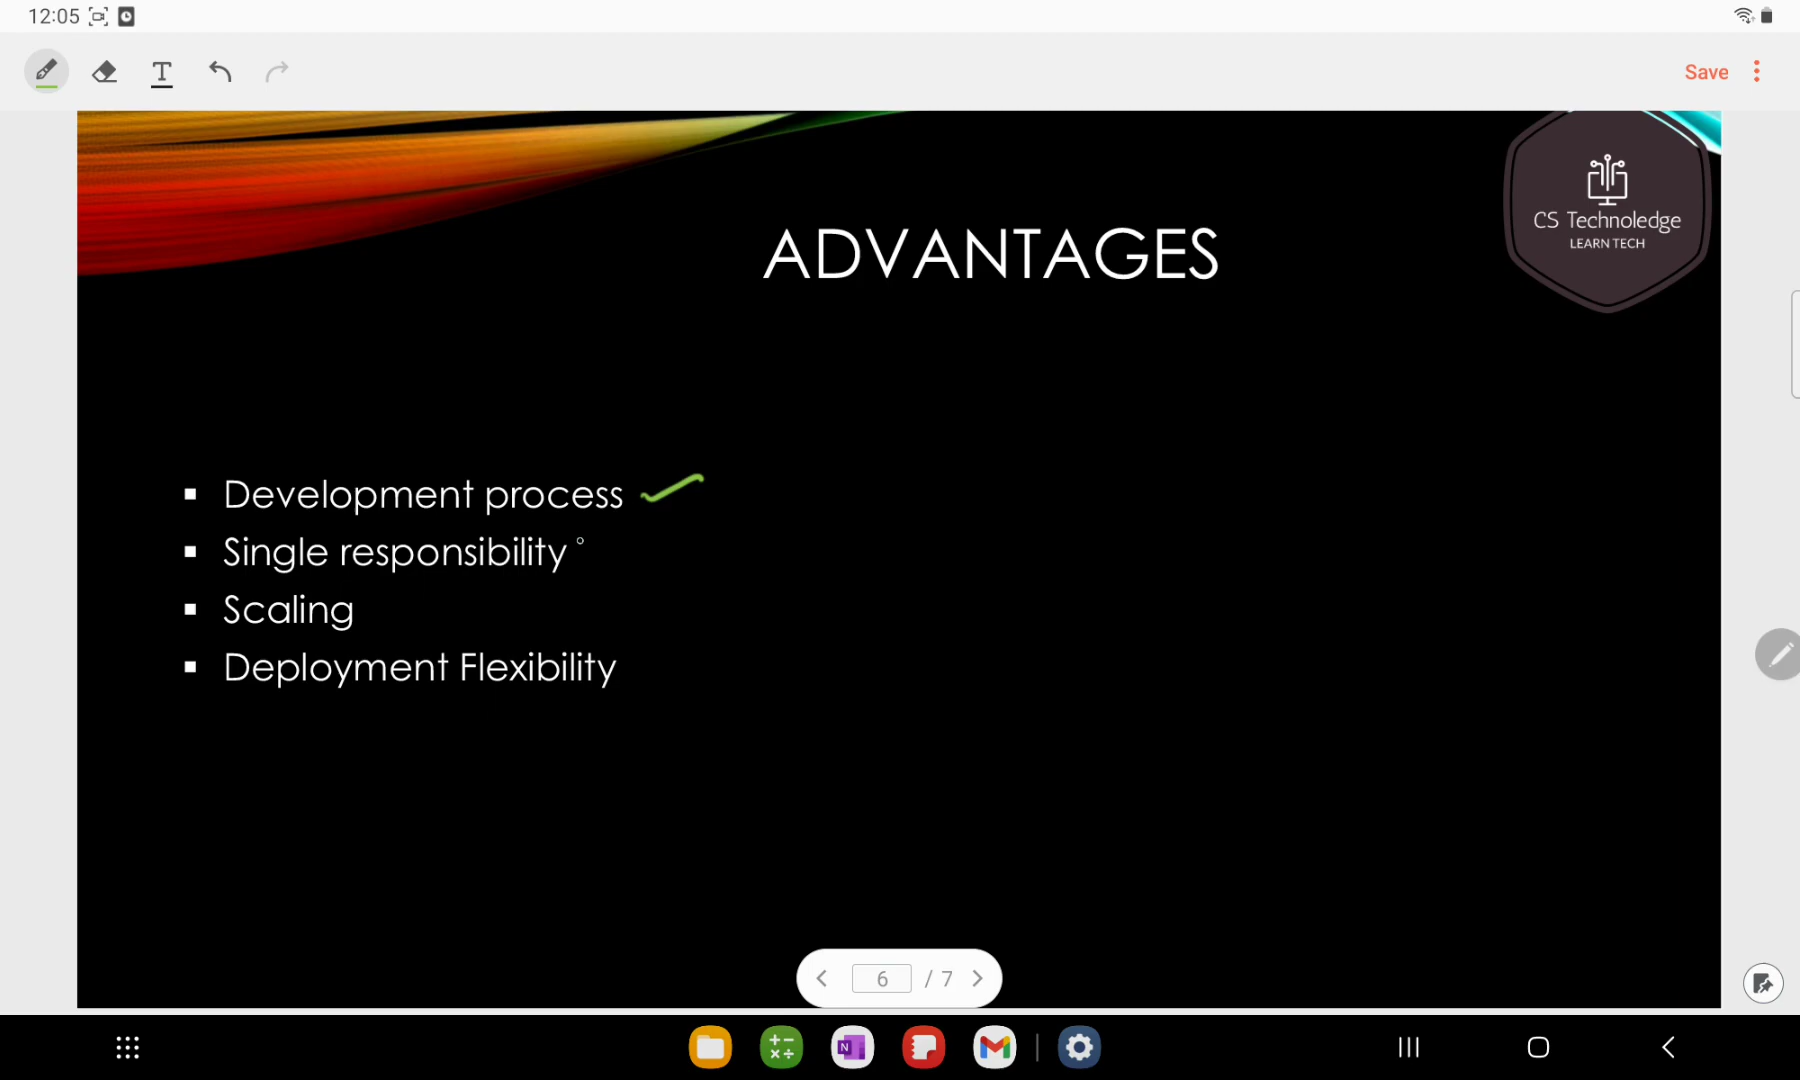 12:05
T
Save
CS Technoledge
LEARN TECH
ADVANTAGES
▪ Development process
▪ Single responsibility
▪ Scaling
▪ Deployment Flexibility
6 / 7
N